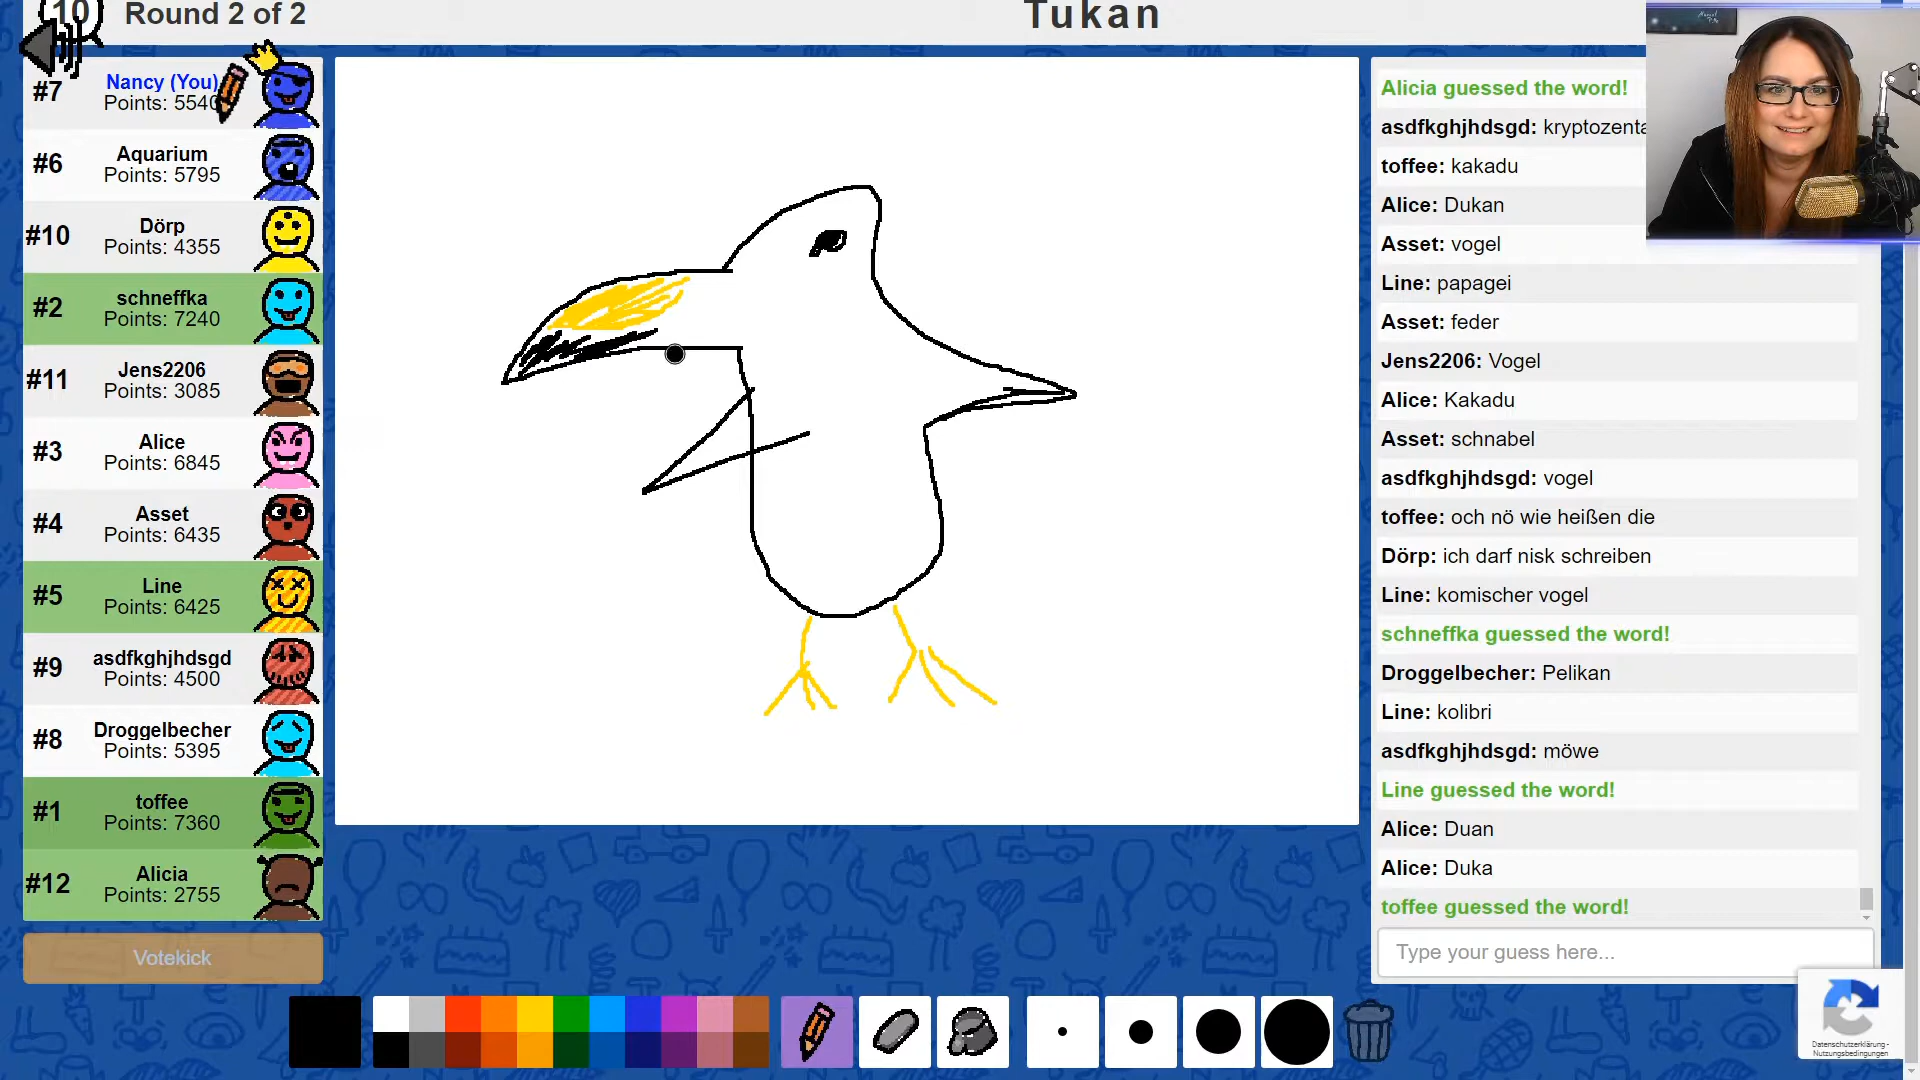 10
Round 2 of 2
Tukan
#7
Nancy (You)
Points: 5540
#6
Aquarium
Points: 5795
#10
Dörp
Points: 4355
#2
schneffka
Points: 7240
#11
Jens2206
Points: 3085
#3
Alice
Points: 6845
#4
Asset
Points: 6435
#5
Line
Points: 6425
#9
asdfkghjhdsgd
Points: 4500
#8
Droggelbecher
Points: 5395
#1
toffee
Points: 7360
#12
Alicia
Points: 2755
Votekick
Alicia guessed the word!
asdfkghjhdsgd: kryptozenta
toffee: kakadu
Alice: Dukan
Asset: vogel
Line: papagei
Asset: feder
Jens2206: Vogel
Alice: Kakadu
Asset: schnabel
asdfkghjhdsgd: vogel
toffee: och nö wie heißen die
Dörp: ich darf nisk schreiben
Line: komischer vogel
schneffka guessed the word!
Droggelbecher: Pelikan
Line: kolibri
asdfkghjhdsgd: möwe
Line guessed the word!
Alice: Duan
Alice: Duka
toffee guessed the word!
Type your guess here...
Datenschutzerklärung -
Nutzungsbedingungen